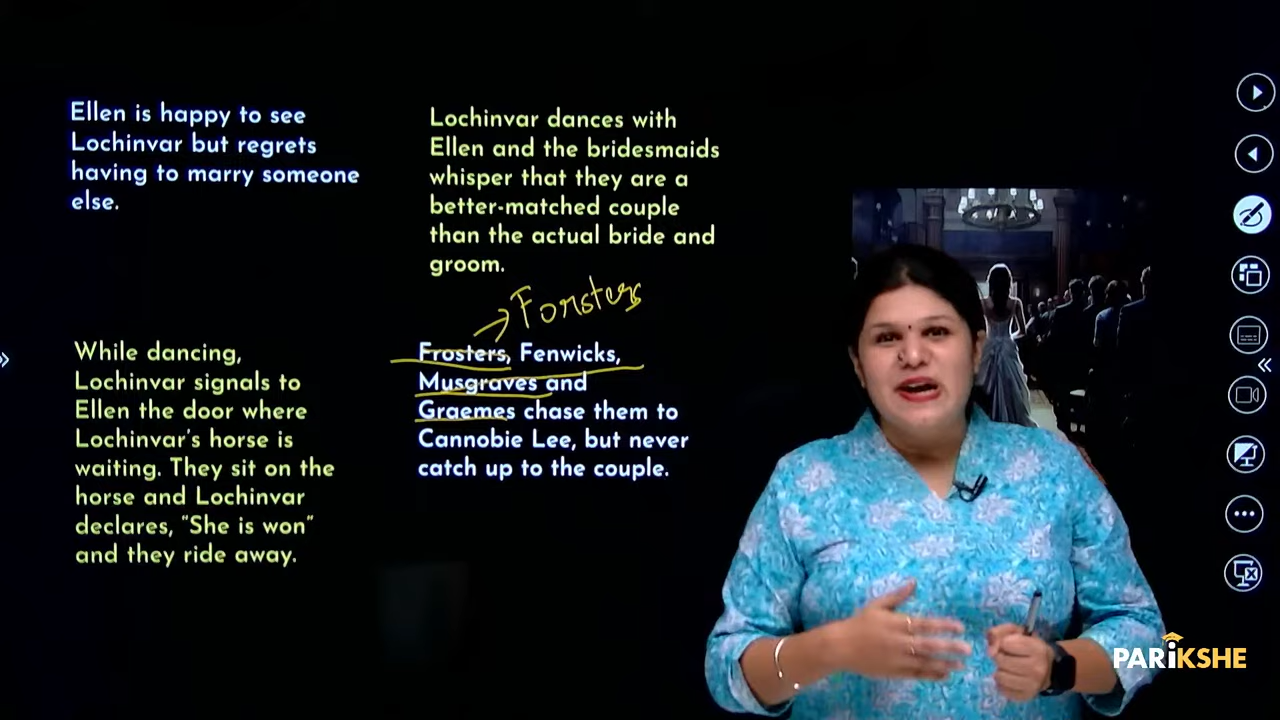 Ellen is happy to see
Lochinvar but regrets
having to marry someone
else.
Lochinvar dances with
Ellen and the bridesmaids
whisper that they are a
better-matched couple
than the actual bride and
groom.
While dancing,
Lochinvar signals to
Ellen the door where
Lochinvar's horse is
waiting. They sit on the
horse and Lochinvar
declares, "She is won"
and they ride away.
Forsters
Frosters, Fenwicks,
Musgraves and
Graemes chase them to
Cannobie Lee, but never
catch up to the couple.
PARIKSHE